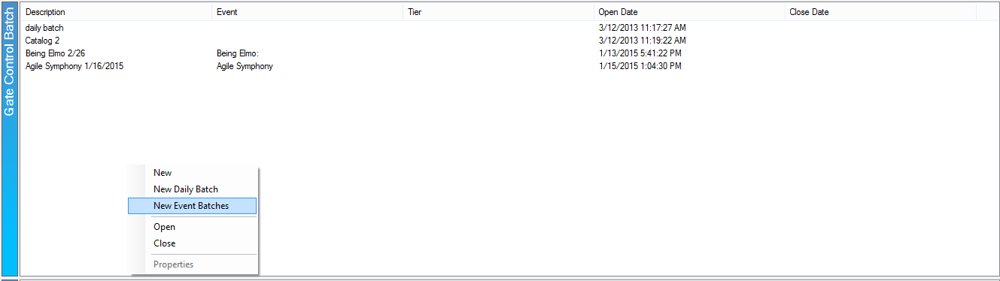 Gate Control Batch
Description Event Tier Open Date Close Date
daily batch 3/12/2013 11:17:27 AM
Catalog 2 3/12/2013 11:19:22 AM
Being Elmo 2/26 Being Elmo: 1/13/2015 5:41:22 PM
Agile Symphony 1/16/2015 Agile Symphony 1/15/2015 1:04:30 PM
New
New Daily Batch
New Event Batches
Open
Close
Properties